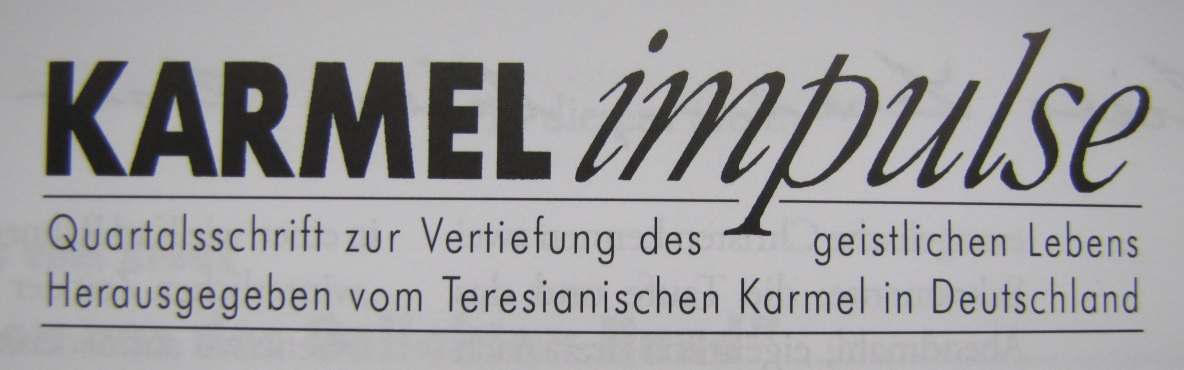 KARMEL impulse
Quartalsschrift zur Vertiefung des geistlichen Lebens
Herausgegeben vom Teresianischen Karmel in Deutschland